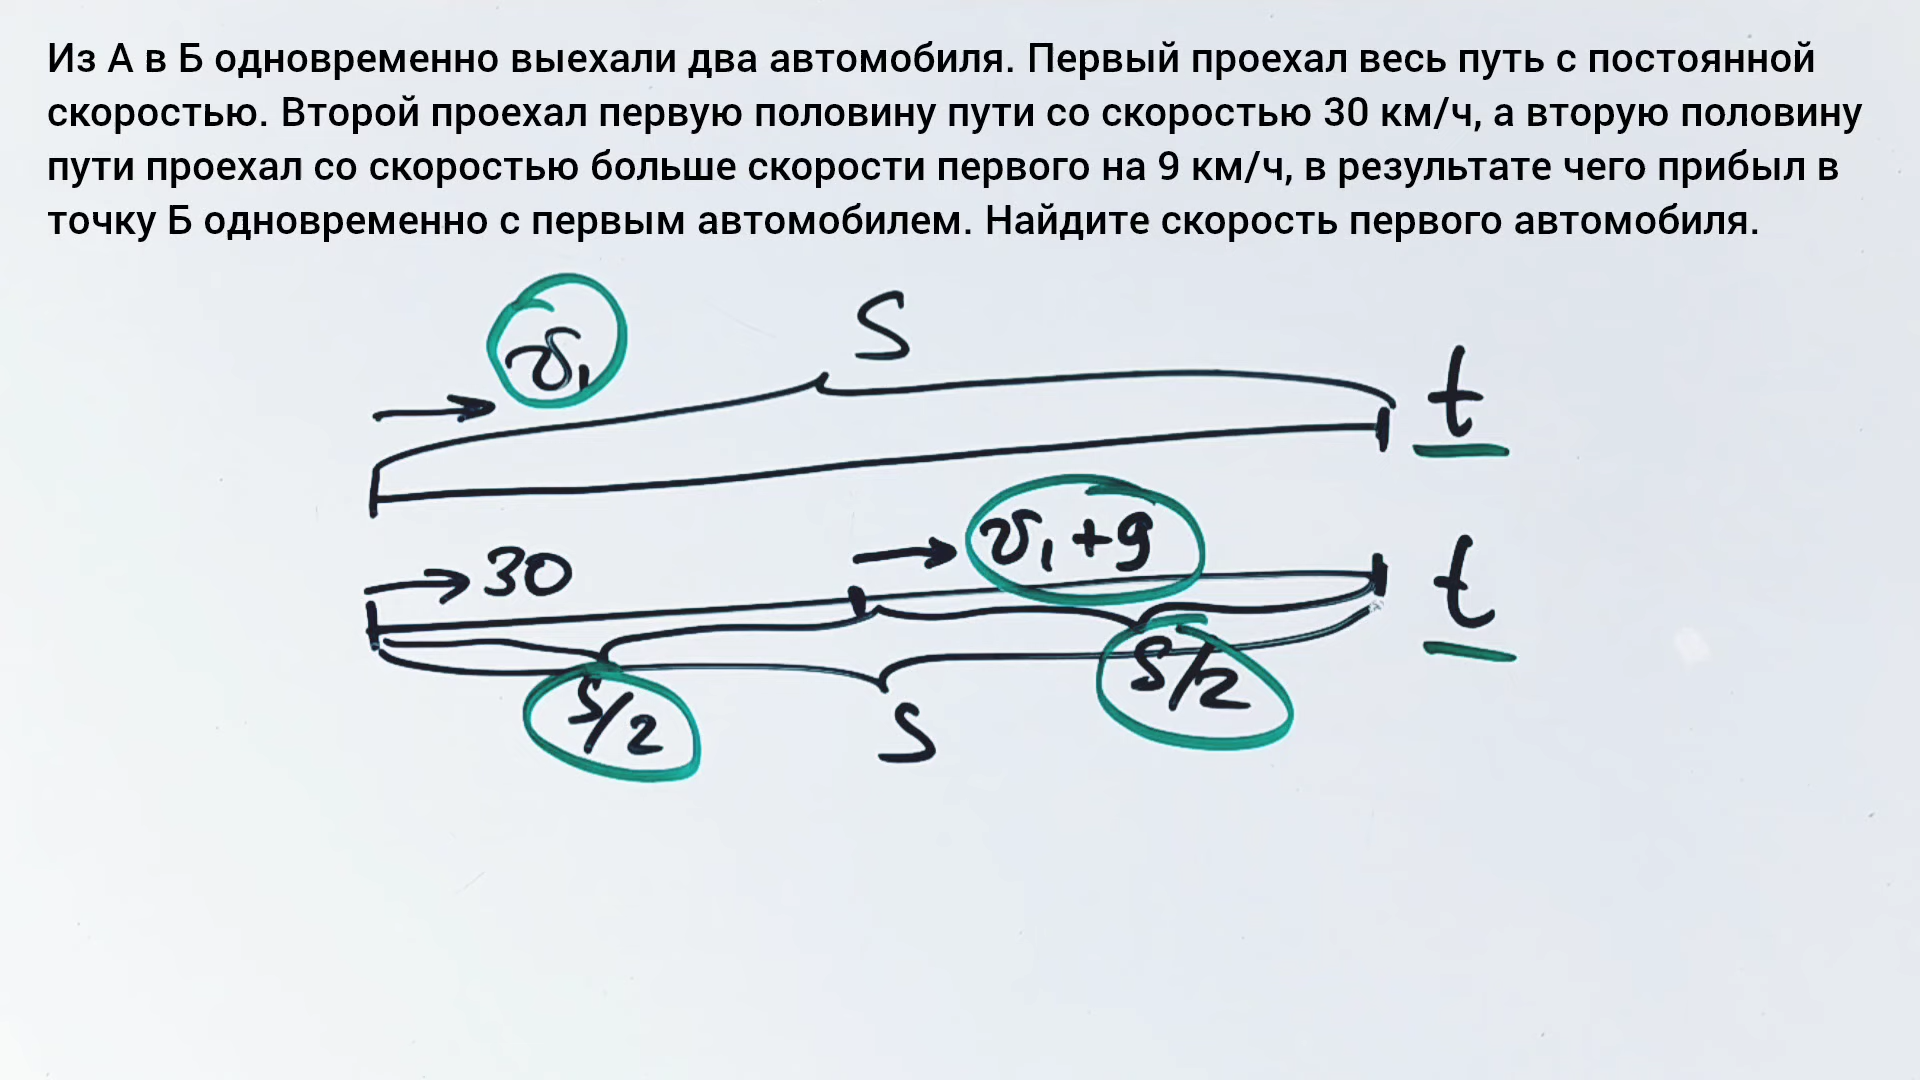 Из А в Б одновременно выехали два автомобиля. Первый проехал весь путь с постоянной
скоростью. Второй проехал первую половину пути со скоростью 30 км/ч, а вторую половину
пути проехал со скоростью больше скорости первого на 9 км/ч, в результате чего прибыл в
точку Б одновременно с первым автомобилем. Найдите скорость первого автомобиля.
S
v₁
t
v₁+9
30
t
S/2
S/2
S